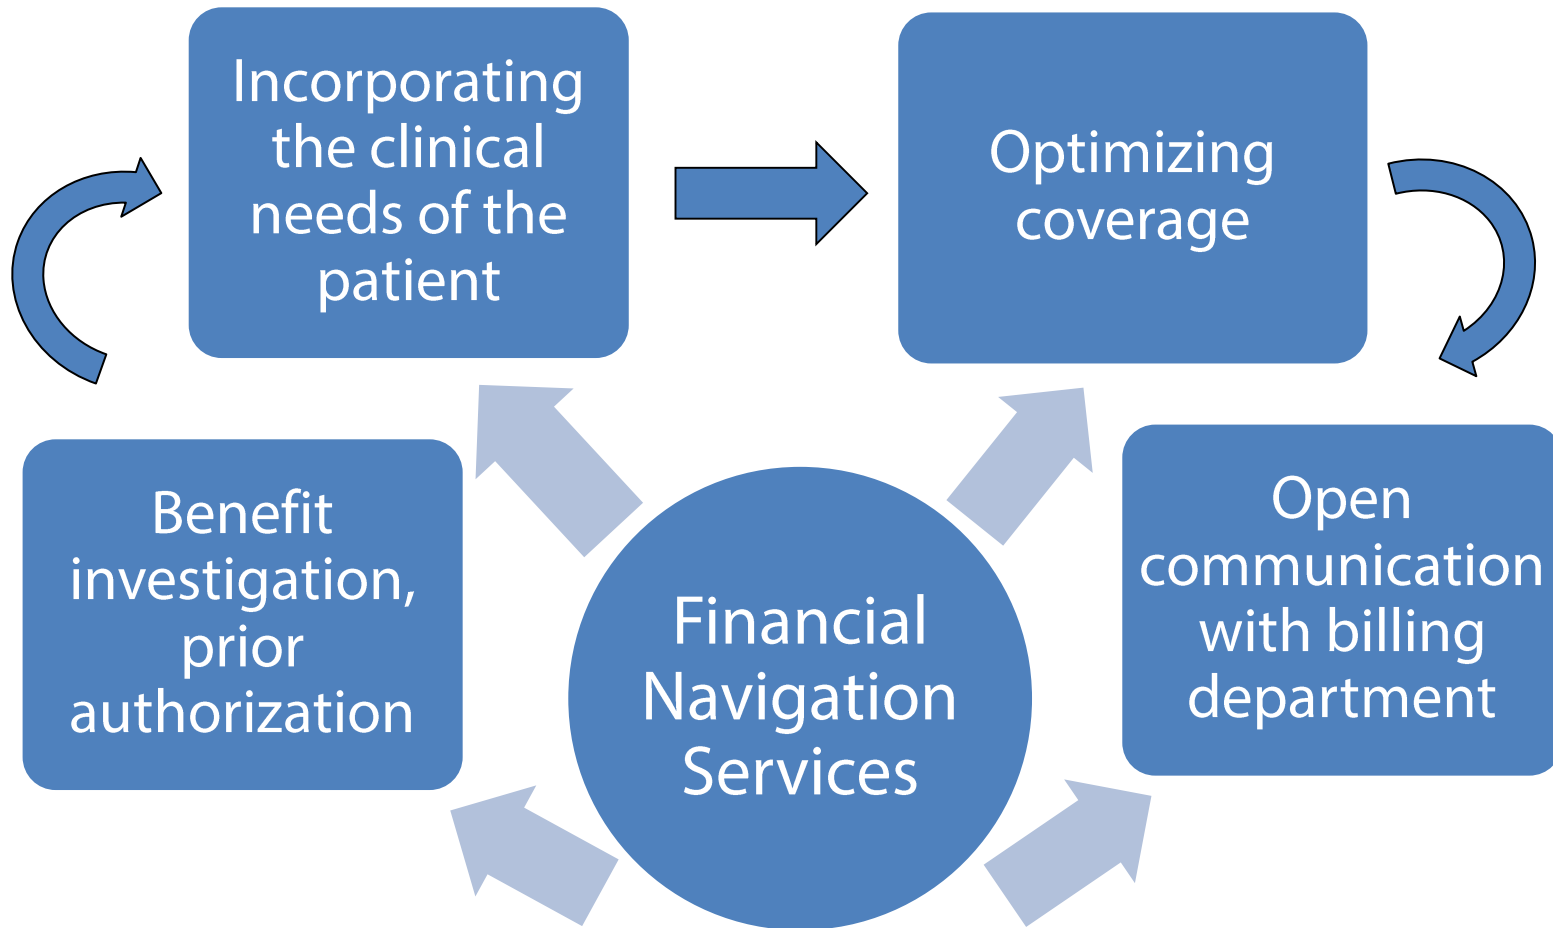 Incorporating
the clinical
needs of the
patient
Optimizing
coverage
Benefit
investigation,
prior
authorization
Financial
Navigation
Services
Open
communication
with billing
department